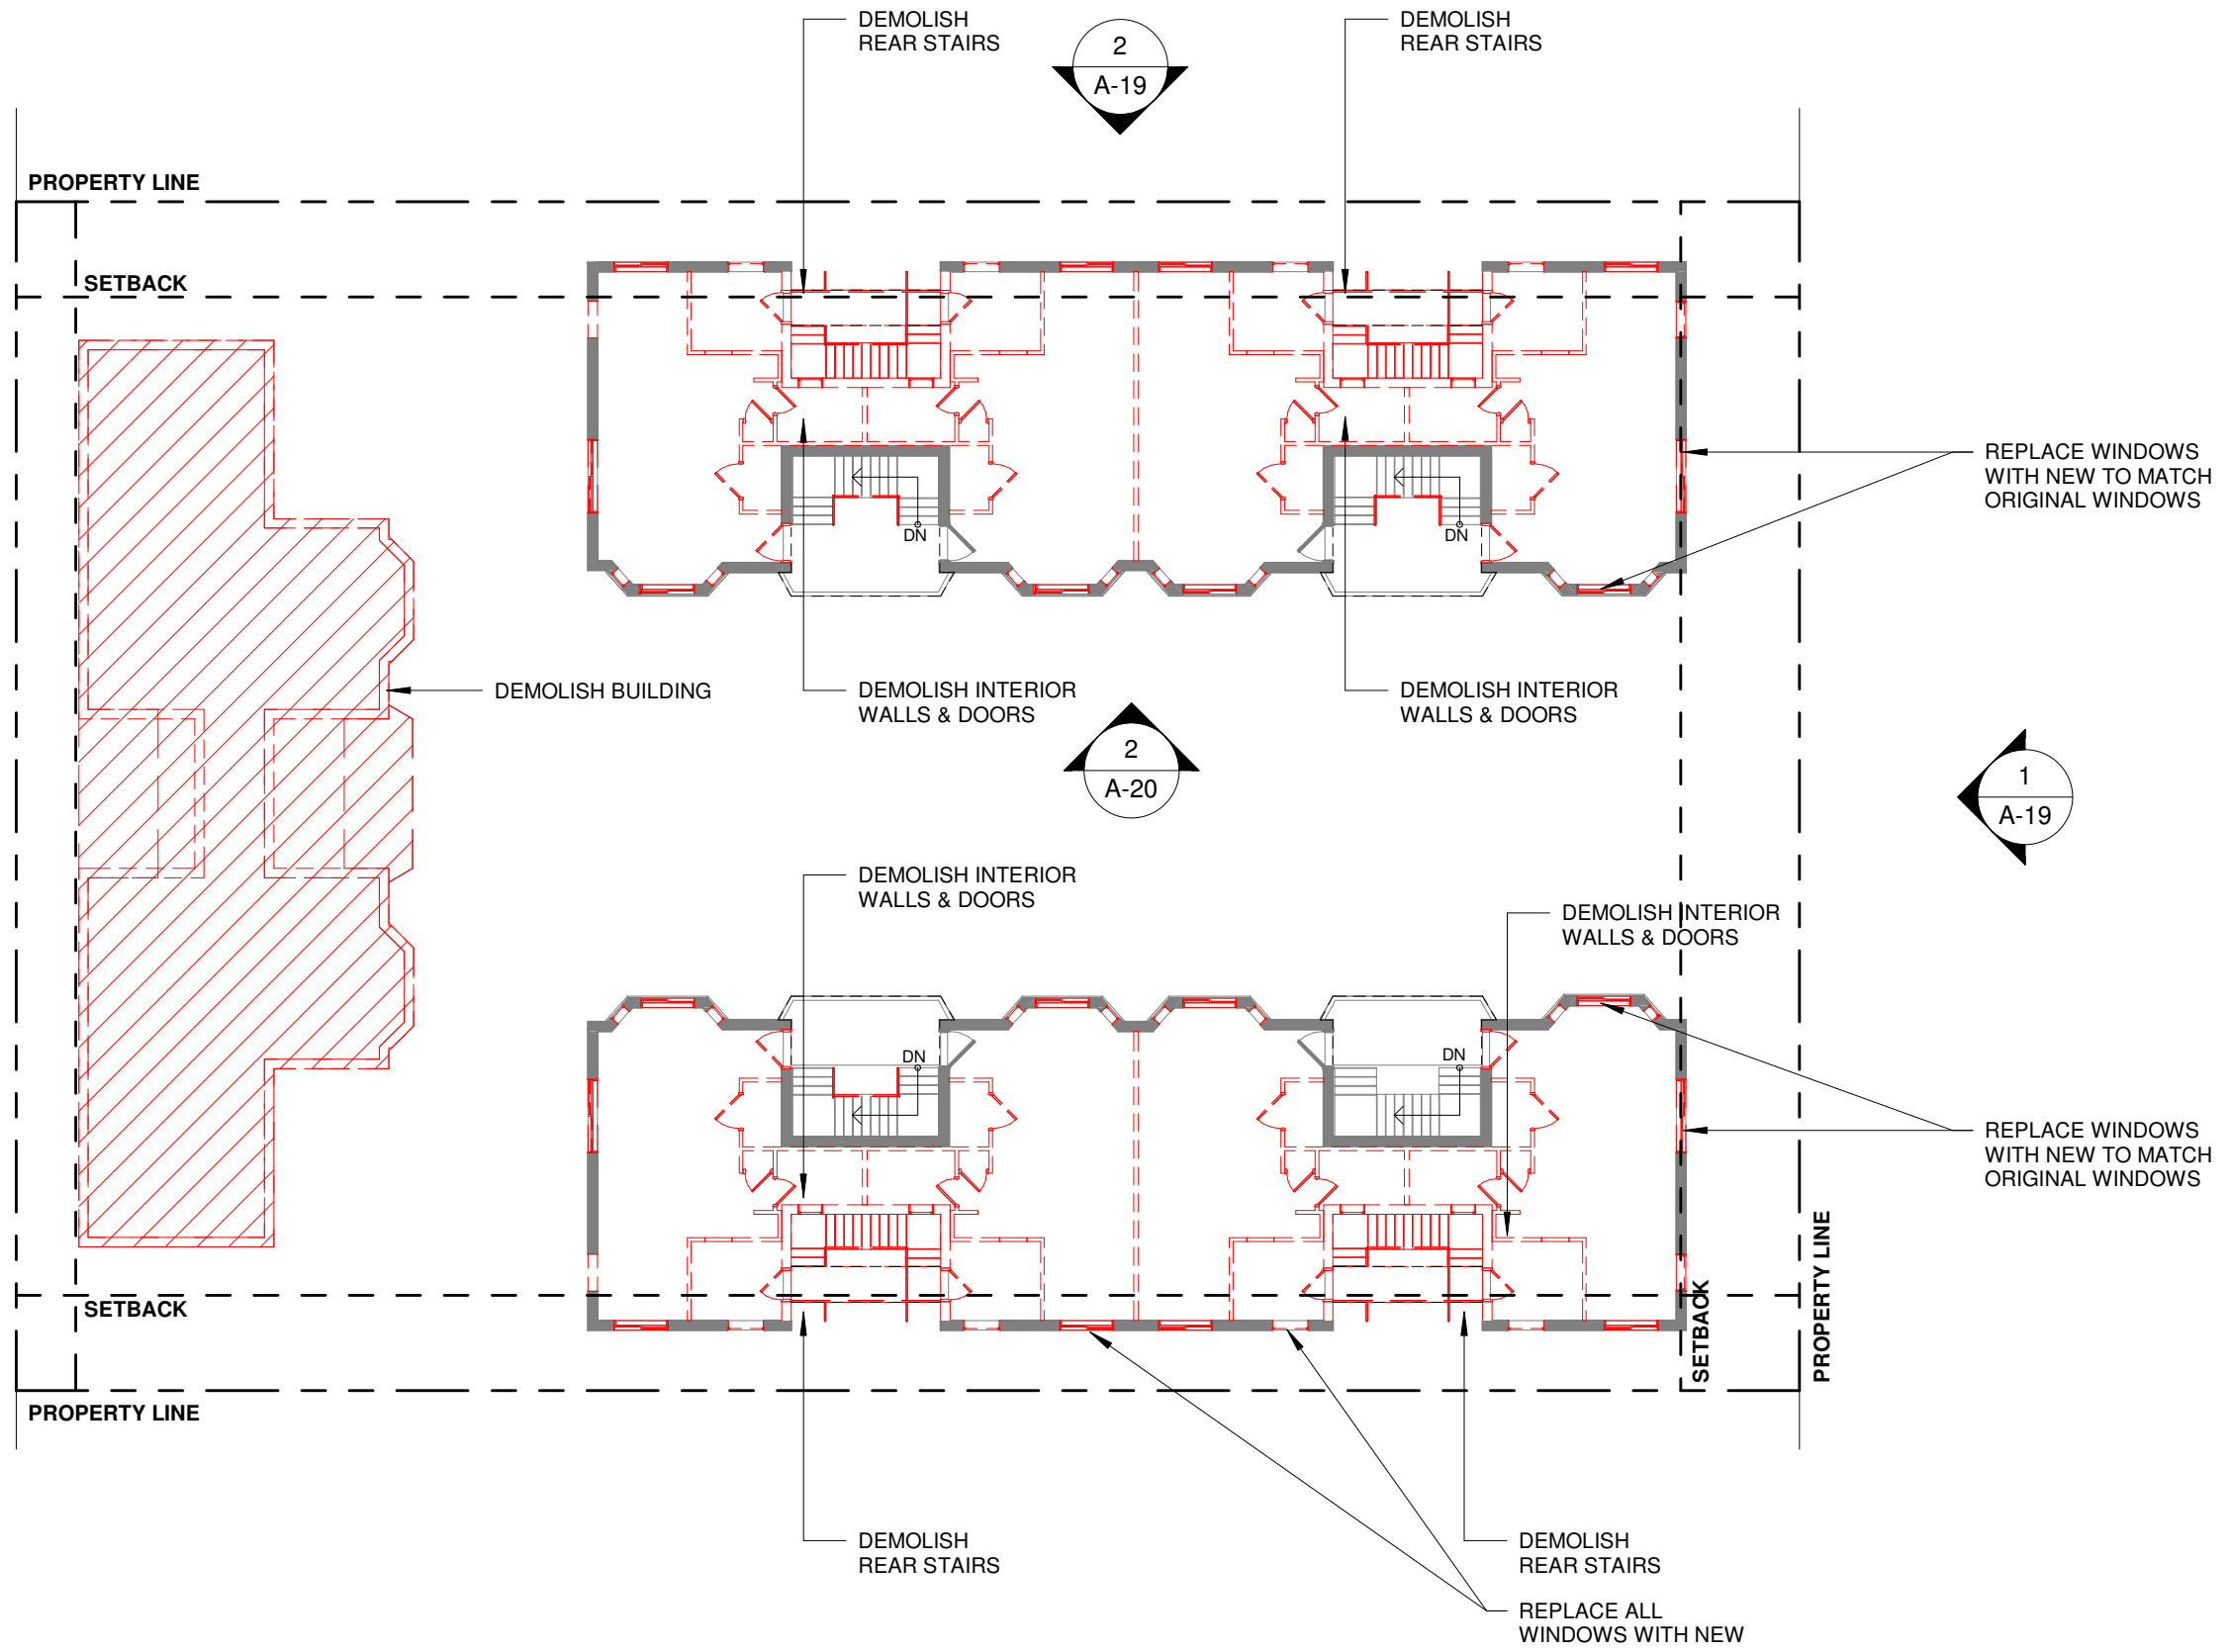 DEMOLISH
REAR STAIRS
2
A-19
DEMOLISH
REAR STAIRS
PROPERTY LINE
SETBACK
REPLACE WINDOWS
WITH NEW TO MATCH
ORIGINAL WINDOWS
DN
DN
DEMOLISH BUILDING
DEMOLISH INTERIOR
WALLS & DOORS
DEMOLISH INTERIOR
WALLS & DOORS
2
A-20
1
A-19
DEMOLISH INTERIOR
WALLS & DOORS
DEMOLISH INTERIOR
WALLS & DOORS
DN
DN
REPLACE WINDOWS
WITH NEW TO MATCH
ORIGINAL WINDOWS
SETBACK
SETBACK
PROPERTY LINE
PROPERTY LINE
DEMOLISH
REAR STAIRS
DEMOLISH
REAR STAIRS
REPLACE ALL
WINDOWS WITH NEW